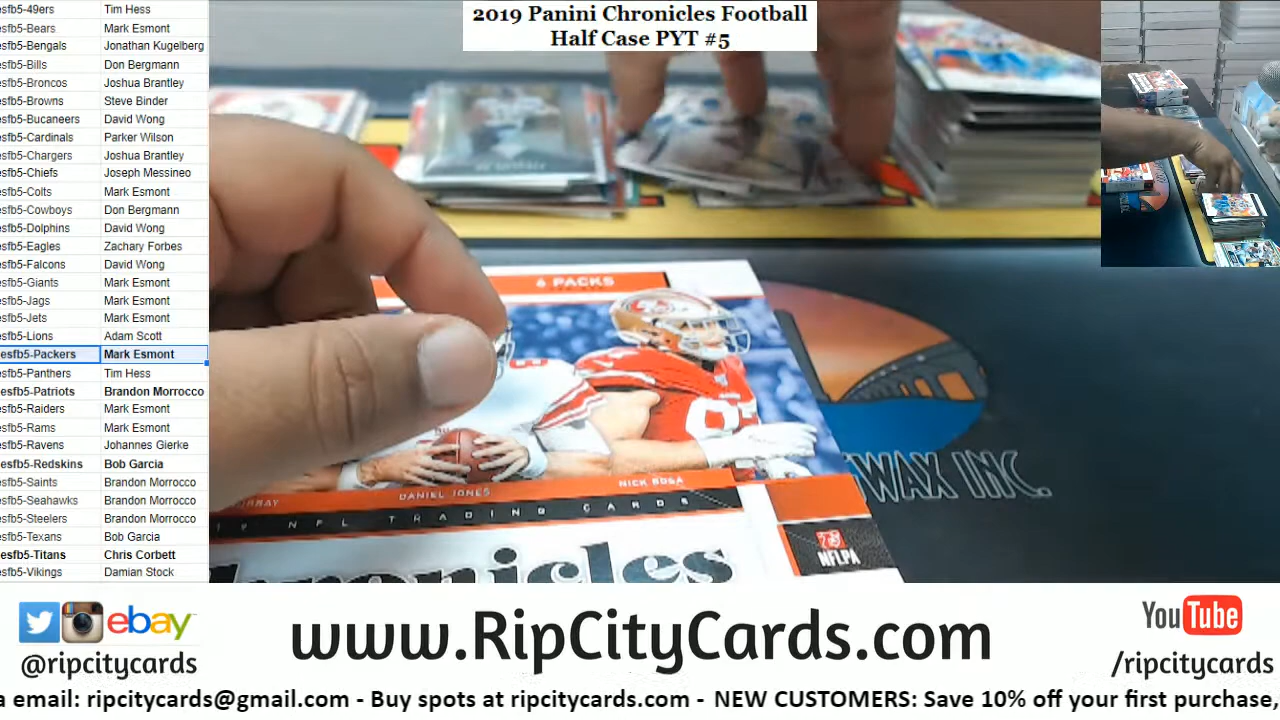 2019 Panini Chronicles Football
Half Case PYT #5
esfb5-49ers Tim Hess
esfb5-Bears Mark Esmont
esfb5-Bengals Jonathan Kugelberg
esfb5-Bills Don Bergmann
esfb5-Broncos Joshua Brantley
esfb5-Browns Steve Binder
esfb5-Bucaneers David Wong
esfb5-Cardinals Parker Wilson
esfb5-Chargers Joshua Brantley
esfb5-Chiefs Joseph Messineo
esfb5-Colts Mark Esmont
esfb5-Cowboys Don Bergmann
esfb5-Dolphins David Wong
esfb5-Eagles Zachary Forbes
esfb5-Falcons David Wong
esfb5-Giants Mark Esmont
esfb5-Jags Mark Esmont
esfb5-Jets Mark Esmont
esfb5-Lions Adam Scott
esfb5-Packers Mark Esmont
esfb5-Panthers Tim Hess
esfb5-Patriots Brandon Morrocco
esfb5-Raiders Mark Esmont
esfb5-Rams Mark Esmont
esfb5-Ravens Johannes Gierke
esfb5-Redskins Bob Garcia
esfb5-Saints Brandon Morrocco
esfb5-Seahawks Brandon Morrocco
esfb5-Steelers Brandon Morrocco
esfb5-Texans Bob Garcia
esfb5-Titans Chris Corbett
esfb5-Vikings Damian Stock
6 PACKS
DANIEL JONES
NICK BOSA
NFL TRADING CARDS
NFLPA
WAX INC.
ebay
@ripcitycards
www.RipCityCards.com
YouTube
/ripcitycards
a email: ripcitycards@gmail.com - Buy spots at ripcitycards.com - NEW CUSTOMERS: Save 10% off your first purchase,